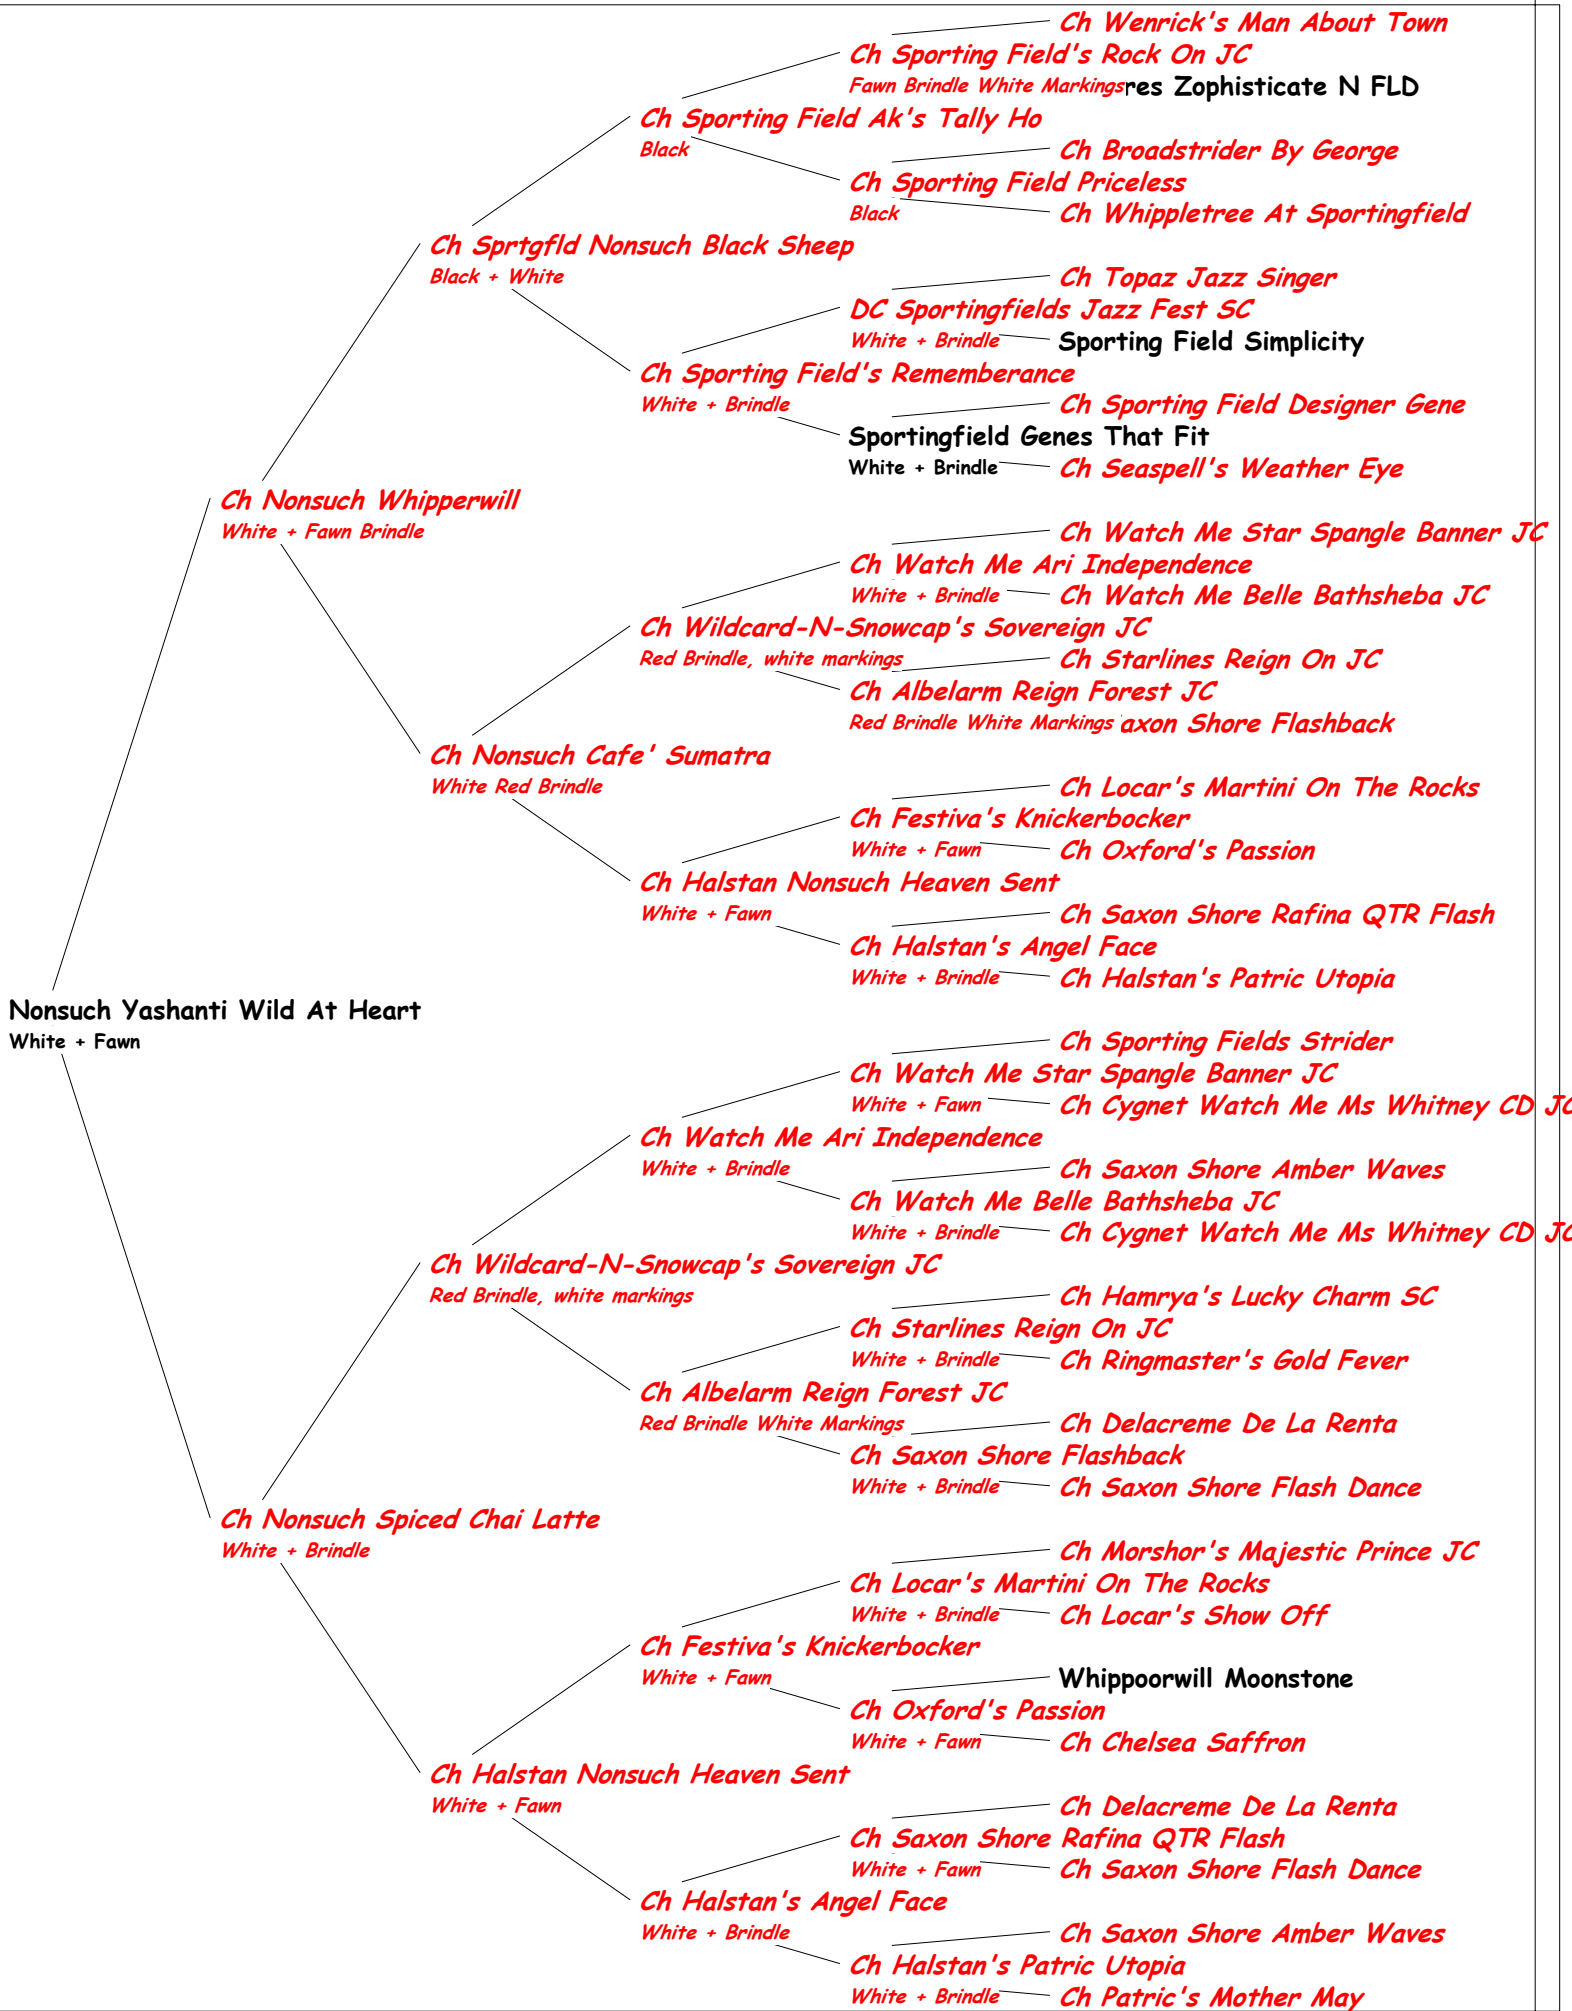 Ch Wenrick's Man About Town
Ch Sporting Field's Rock On JC
Fawn Brindle White Markings
Zophisticate N FLD
Ch Sporting Field Ak's Tally Ho
Black
Ch Broadstrider By George
Ch Sporting Field Priceless
Black
Ch Whippletree At Sportingfield
Ch Sprtgfld Nonsuch Black Sheep
Black + White
Ch Topaz Jazz Singer
DC Sportingfields Jazz Fest SC
White + Brindle
Sporting Field Simplicity
Ch Sporting Field's Rememberance
White + Brindle
Ch Sporting Field Designer Gene
Sportingfield Genes That Fit
White + Brindle
Ch Seaspell's Weather Eye
Ch Nonsuch Whipperwill
White + Fawn Brindle
Ch Watch Me Star Spangle Banner JC
Ch Watch Me Ari Independence
White + Brindle
Ch Watch Me Belle Bathsheba JC
Ch Wildcard-N-Snowcap's Sovereign JC
Red Brindle, white markings
Ch Starlines Reign On JC
Ch Albelarm Reign Forest JC
Red Brindle White Markings
axon Shore Flashback
Ch Nonsuch Cafe' Sumatra
White Red Brindle
Ch Locar's Martini On The Rocks
Ch Festiva's Knickerbocker
White + Fawn
Ch Oxford's Passion
Ch Halstan Nonsuch Heaven Sent
White + Fawn
Ch Saxon Shore Rafina QTR Flash
Ch Halstan's Angel Face
White + Brindle
Ch Halstan's Patric Utopia
Nonsuch Yashanti Wild At Heart
White + Fawn
Ch Sporting Fields Strider
Ch Watch Me Star Spangle Banner JC
White + Fawn
Ch Cygnet Watch Me Ms Whitney CD JC
Ch Watch Me Ari Independence
White + Brindle
Ch Saxon Shore Amber Waves
Ch Watch Me Belle Bathsheba JC
White + Brindle
Ch Cygnet Watch Me Ms Whitney CD JC
Ch Wildcard-N-Snowcap's Sovereign JC
Red Brindle, white markings
Ch Hamrya's Lucky Charm SC
Ch Starlines Reign On JC
White + Brindle
Ch Ringmaster's Gold Fever
Ch Albelarm Reign Forest JC
Red Brindle White Markings
Ch Delacreme De La Renta
Ch Saxon Shore Flashback
White + Brindle
Ch Saxon Shore Flash Dance
Ch Nonsuch Spiced Chai Latte
White + Brindle
Ch Morshor's Majestic Prince JC
Ch Locar's Martini On The Rocks
White + Brindle
Ch Locar's Show Off
Ch Festiva's Knickerbocker
White + Fawn
Whippoorwill Moonstone
Ch Oxford's Passion
White + Fawn
Ch Chelsea Saffron
Ch Halstan Nonsuch Heaven Sent
White + Fawn
Ch Delacreme De La Renta
Ch Saxon Shore Rafina QTR Flash
White + Fawn
Ch Saxon Shore Flash Dance
Ch Halstan's Angel Face
White + Brindle
Ch Saxon Shore Amber Waves
Ch Halstan's Patric Utopia
White + Brindle
Ch Patric's Mother May